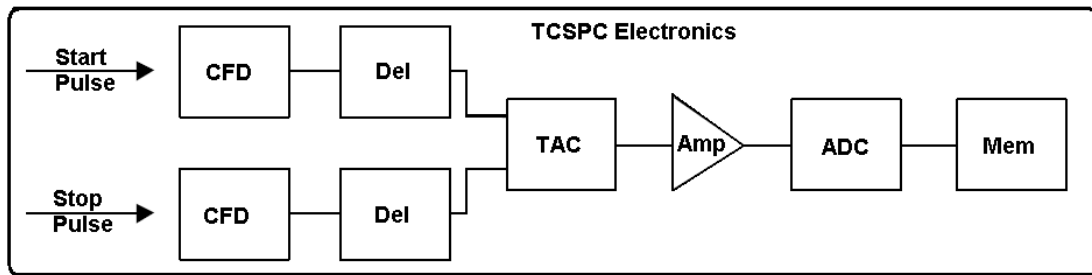 TCSPC Electronics
Start
Pulse
CFD
Del
TAC
Amp
ADC
Mem
Stop
Pulse
CFD
Del